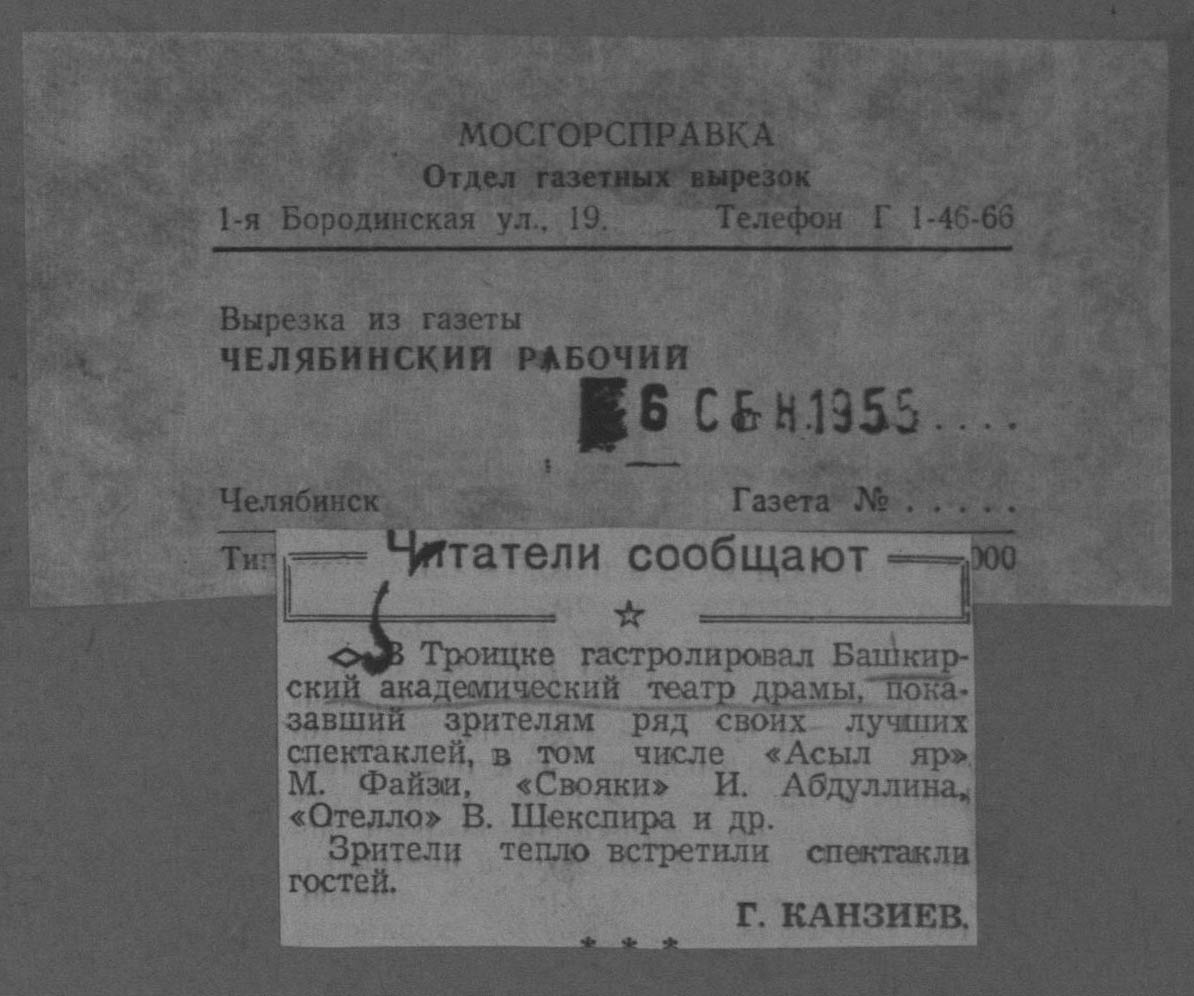 МОСГОРСПРАВКА
Отдел газетных вырезок
1-я Бородинская ул., 19. Телефон Г 1-46-66
Вырезка из газеты
ЧЕЛЯБИНСКИЙ РАБОЧИЙ
6 СЕН.1955....
Челябинск Газета № .....
000
Читатели сообщают
В Троицке гастролировал Башкир-
ский академический театр драмы, пока-
завший зрителям ряд своих лучших
спектаклей, в том числе «Асыл яр»
М. Файзи, «Свояки» И. Абдуллина,
«Отелло» В. Шекспира и др.
Зрители тепло встретили спектакли
гостей.
Г. КАНЗИЕВ.
* * *